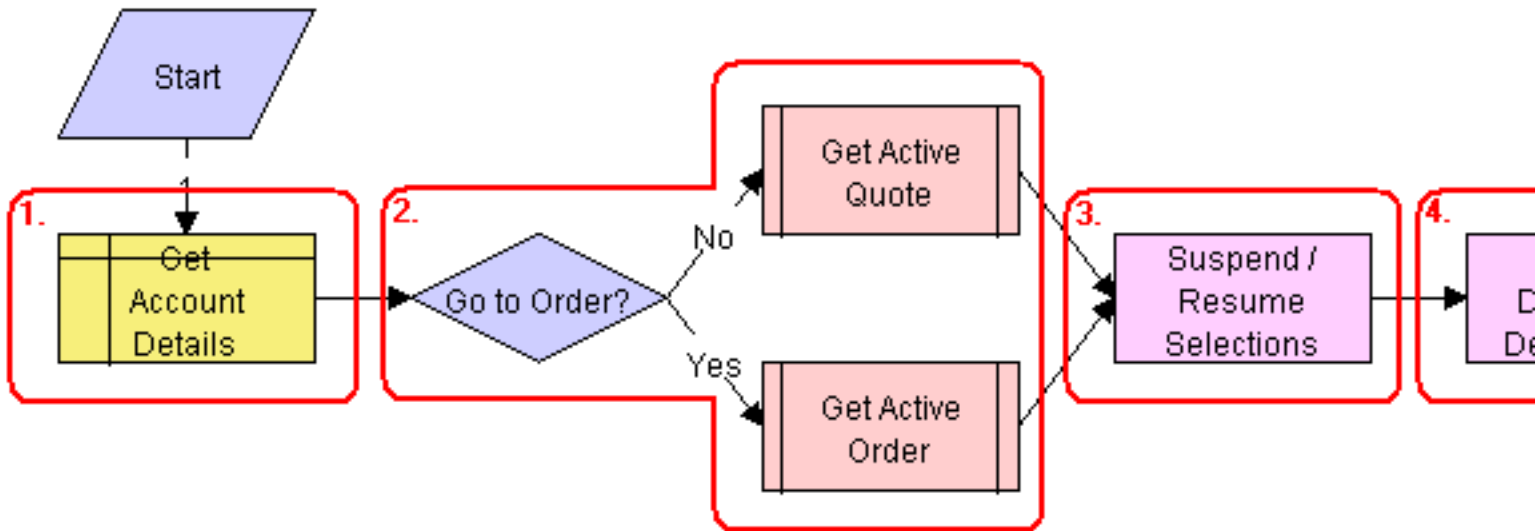 Start
1
1.
Get
Account
Details
2.
Go to Order?
No
Yes
Get Active
Quote
Get Active
Order
3.
Suspend /
Resume
Selections
4.